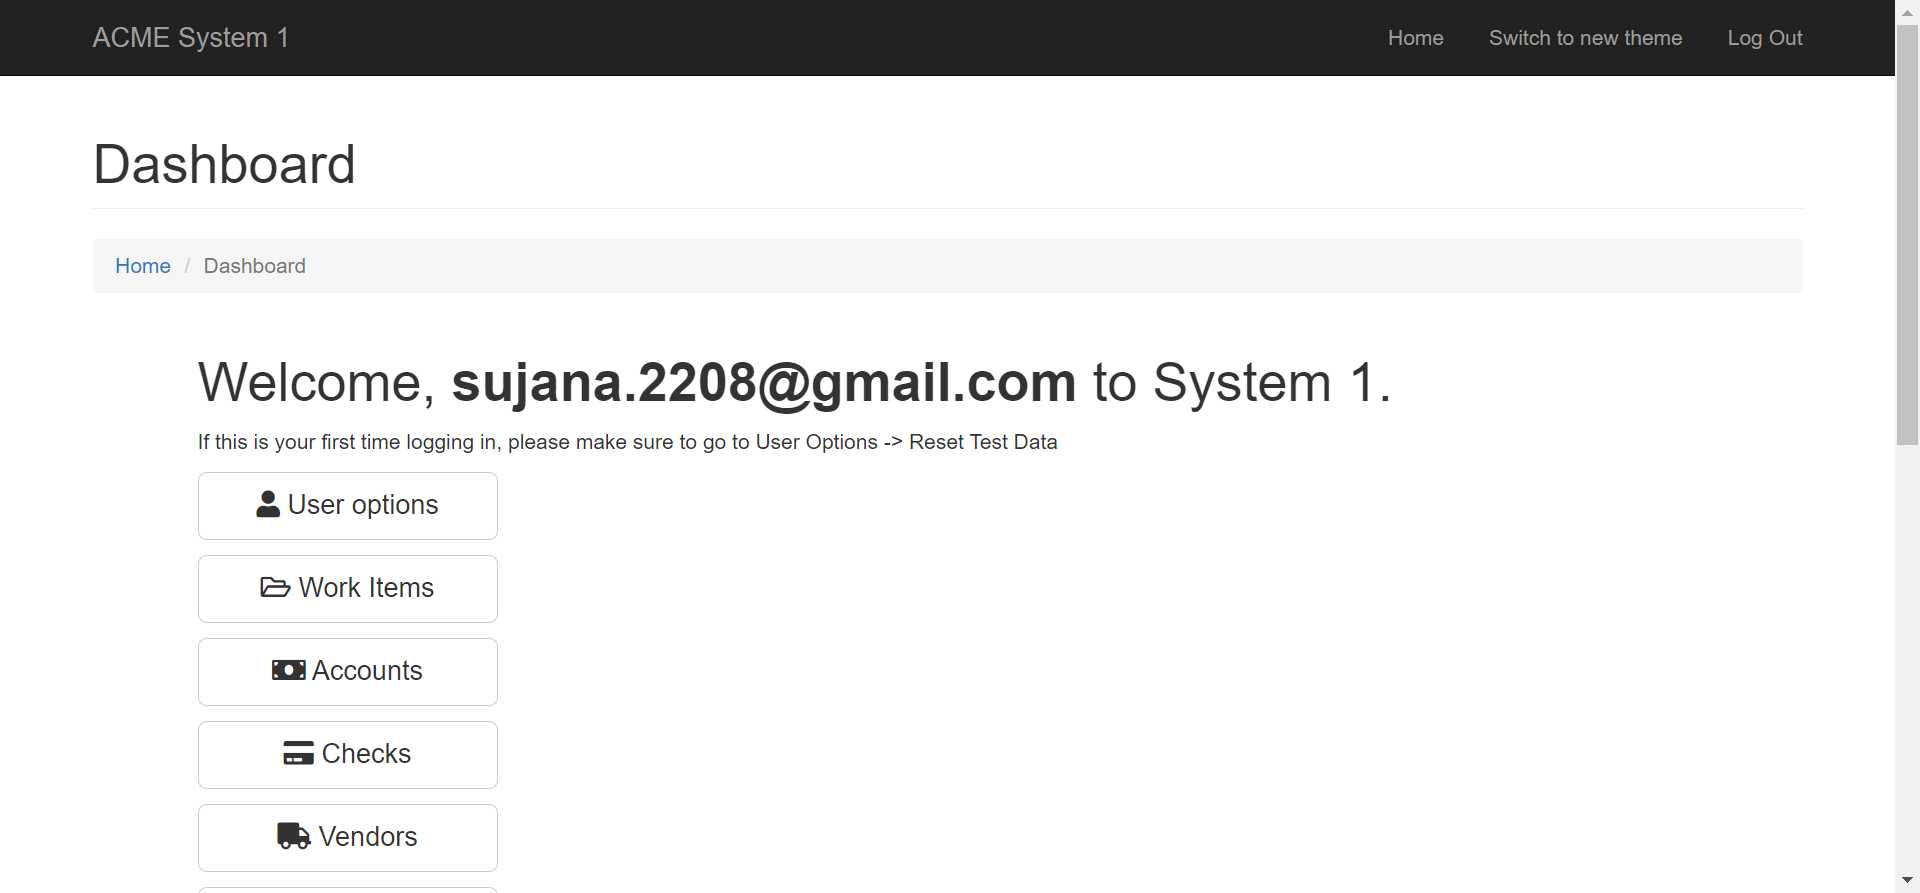 ACME System 1
Home
Switch to new theme
Log Out
Dashboard
Home / Dashboard
Welcome, sujana.2208@gmail.com to System 1.
If this is your first time logging in, please make sure to go to User Options -> Reset Test Data
User options
Work Items
Accounts
Checks
Vendors